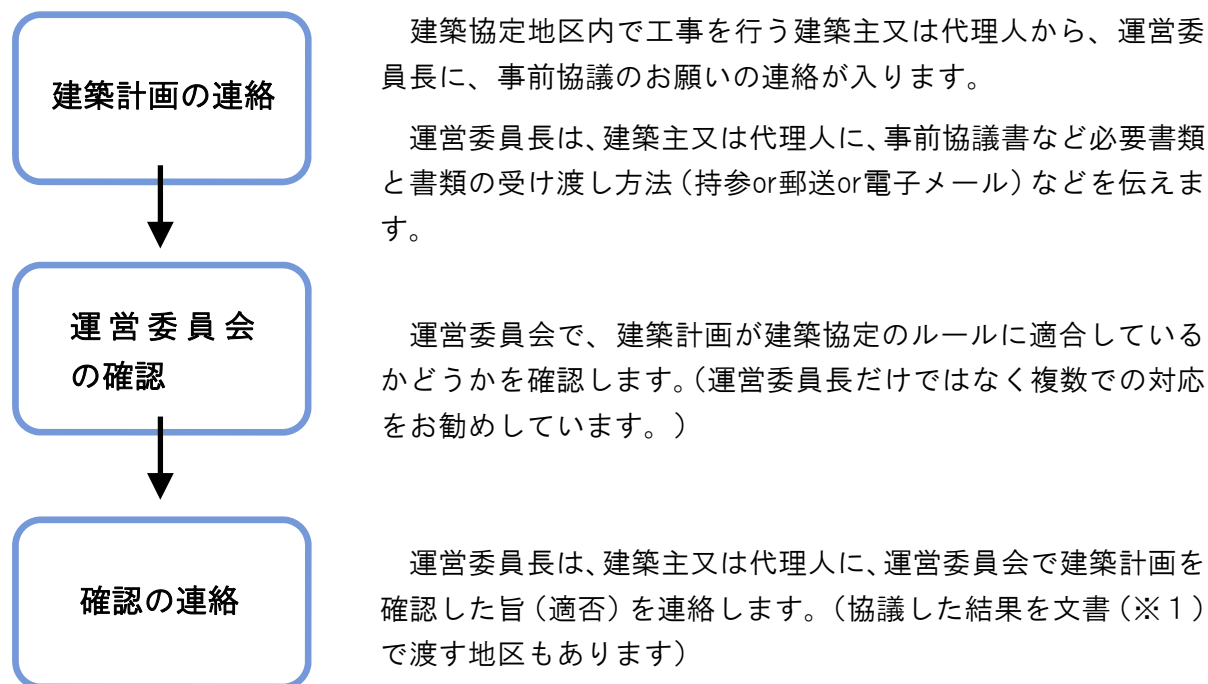 建築計画の連絡
建築協定地区内で工事を行う建築主又は代理人から、運営委
員長に、事前協議のお願いの連絡が入ります。
運営委員長は、建築主又は代理人に、事前協議書など必要書類
と書類の受け渡し方法（持参or郵送or電子メール）などを伝えま
す。
運営委員会
の確認
運営委員会で、建築計画が建築協定のルールに適合している
かどうかを確認します。（運営委員長だけではなく複数での対応
をお勧めしています。）
確認の連絡
運営委員長は、建築主又は代理人に、運営委員会で建築計画を
確認した旨（適否）を連絡します。（協議した結果を文書（※１）
で渡す地区もあります）